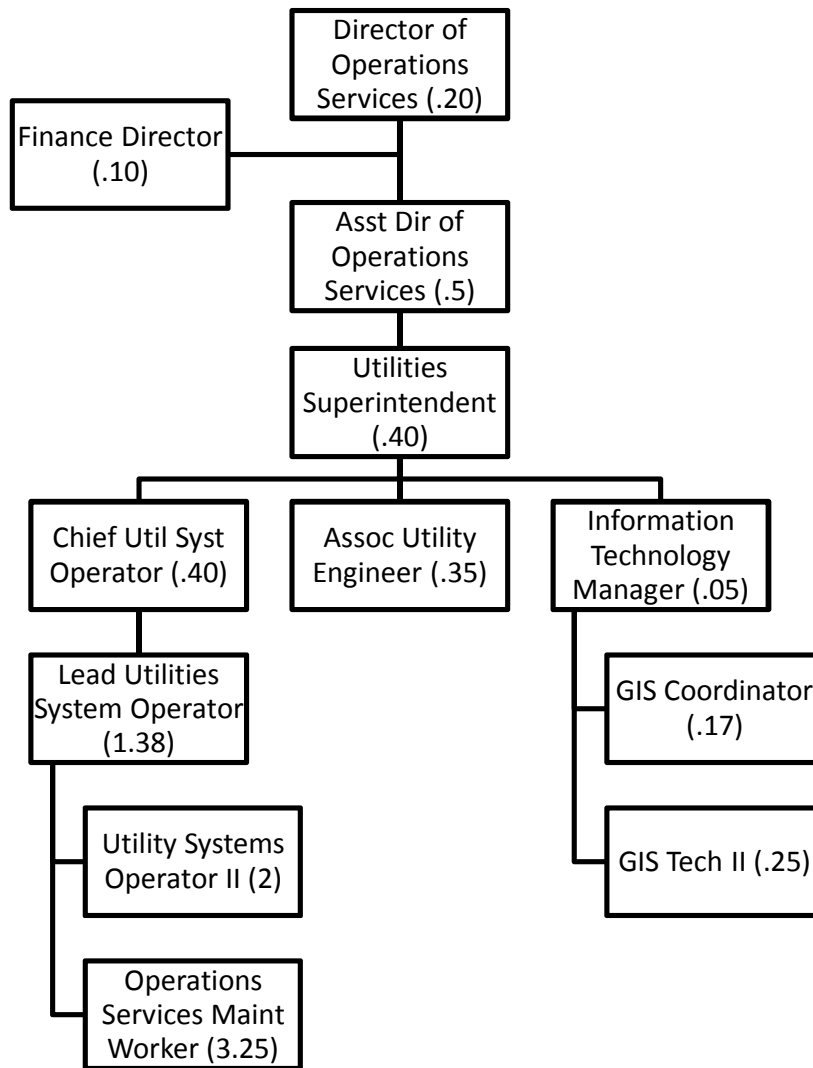 Director of
Operations
Services (.20)
Finance Director
(.10)
Asst Dir of
Operations
Services (.5)
Utilities
Superintendent
(.40)
Chief Util Syst
Operator (.40)
Assoc Utility
Engineer (.35)
Information
Technology
Manager (.05)
Lead Utilities
System Operator
(1.38)
GIS Coordinator
(.17)
Utility Systems
Operator II (2)
GIS Tech II (.25)
Operations
Services Maint
Worker (3.25)